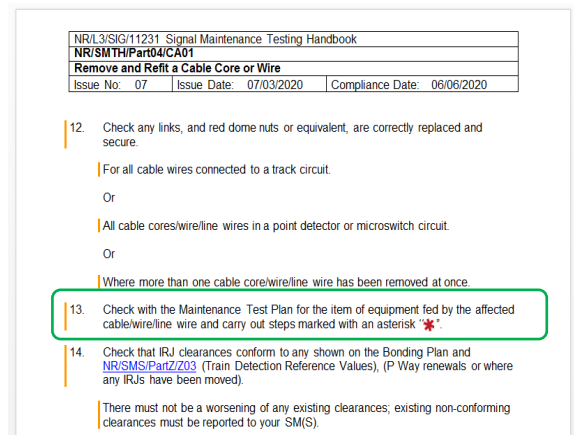 NR/L3/SIG/11231 Signal Maintenance Testing Handbook
NR/SMTH/Part04/CA01
Remove and Refit a Cable Core or Wire
Issue No: 07 Issue Date: 07/03/2020 Compliance Date: 06/06/2020
12. Check any links, and red dome nuts or equivalent, are correctly replaced and
secure.
For all cable wires connected to a track circuit.
Or
All cable cores/wire/line wires in a point detector or microswitch circuit.
Or
Where more than one cable core/wire/line wire has been removed at once.
13. Check with the Maintenance Test Plan for the item of equipment fed by the affected
cable/wire/line wire and carry out steps marked with an asterisk "*".
14. Check that IRJ clearances conform to any shown on the Bonding Plan and
NR/SMS/PartZ/Z03 (Train Detection Reference Values), (P Way renewals or where
any IRJs have been moved).
There must not be a worsening of any existing clearances; existing non-conforming
clearances must be reported to your SM(S).